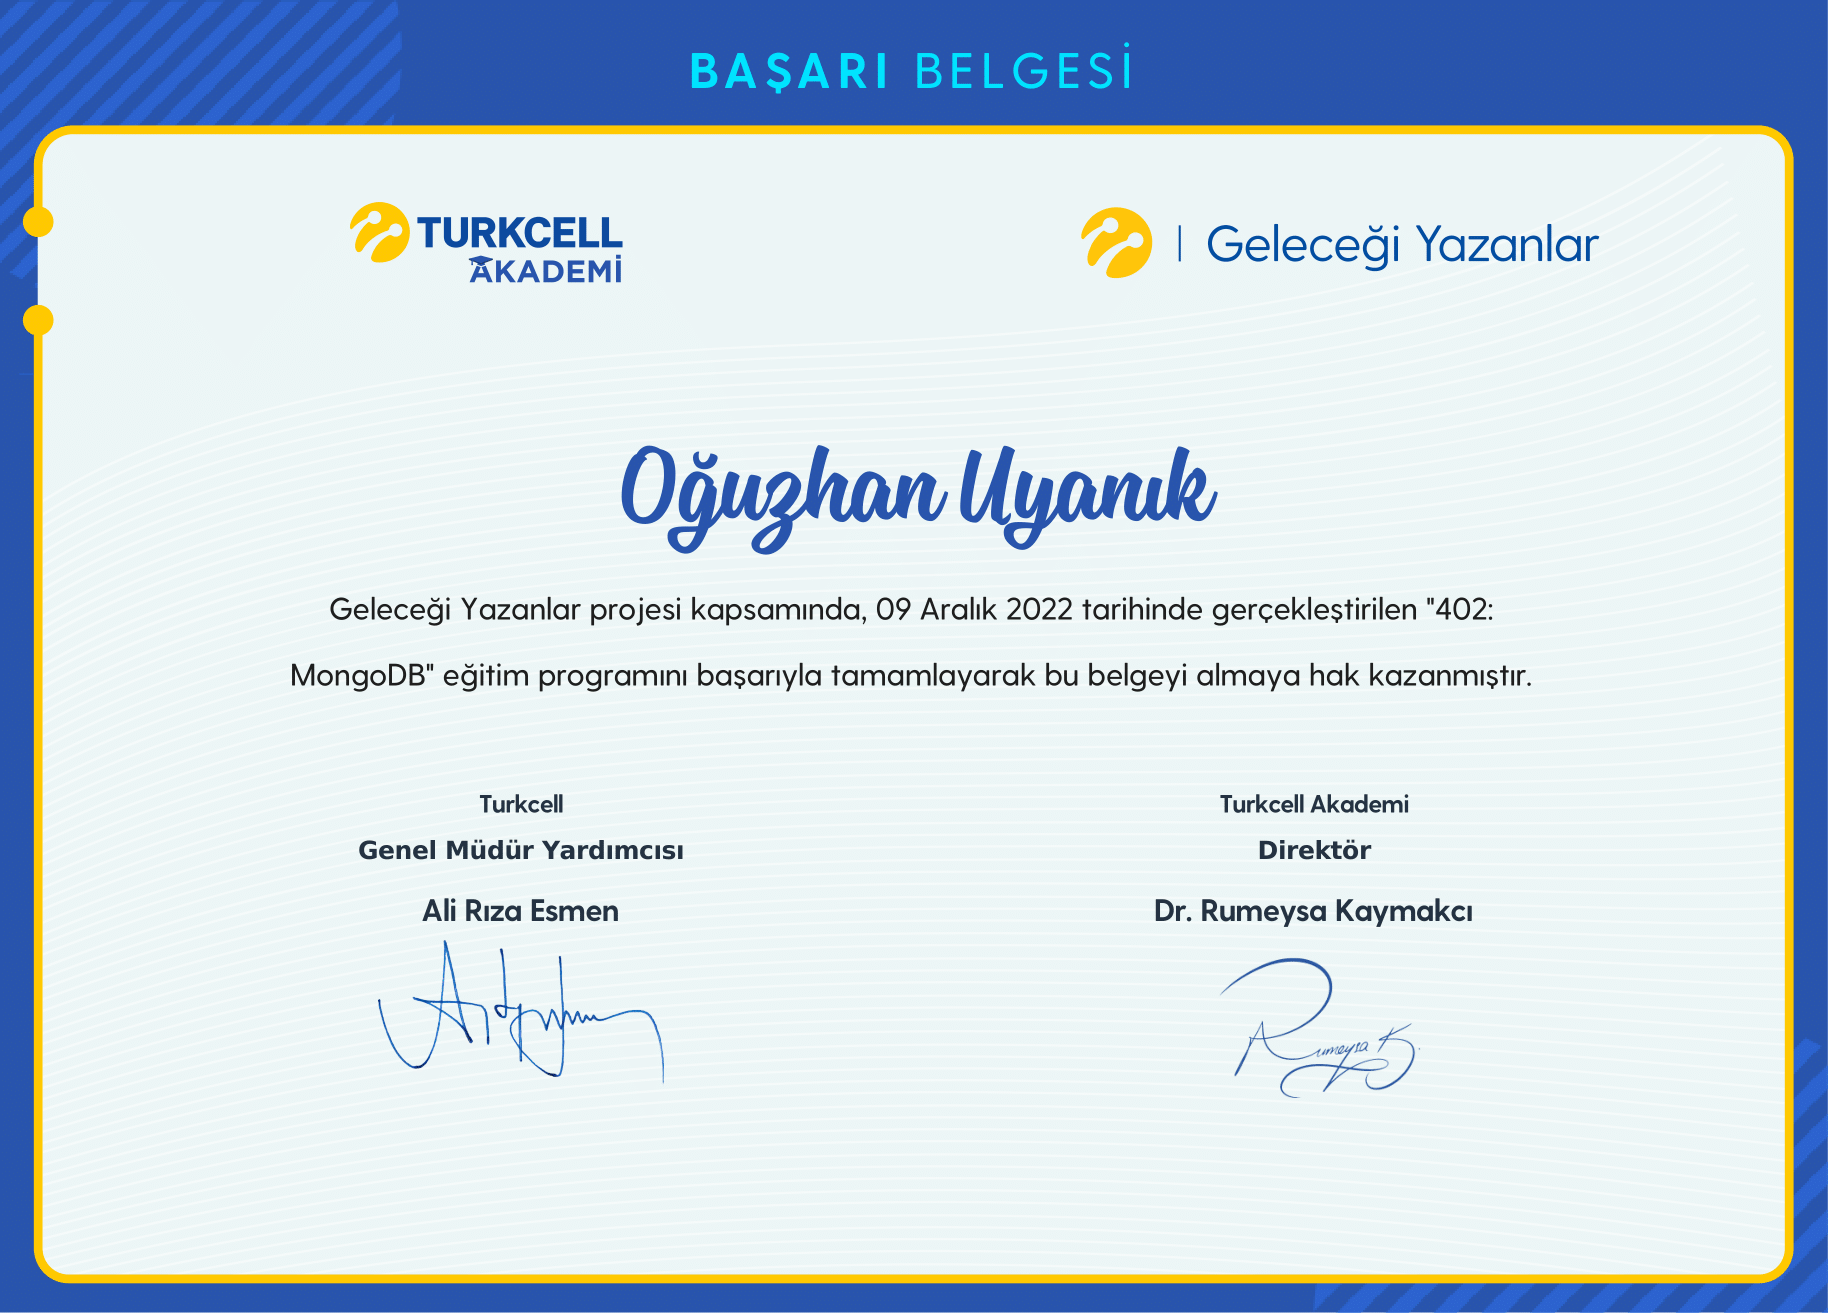 BAŞARI BELGESİ
TURKCELL
AKADEMİ
Geleceği Yazanlar
Oğuzhan Uyanık
Geleceği Yazanlar projesi kapsamında, 09 Aralık 2022 tarihinde gerçekleştirilen "402:
MongoDB" eğitim programını başarıyla tamamlayarak bu belgeyi almaya hak kazanmıştır.
Turkcell
Genel Müdür Yardımcısı
Ali Rıza Esmen
Turkcell Akademi
Direktör
Dr. Rumeysa Kaymakcı
Rumeysa K.